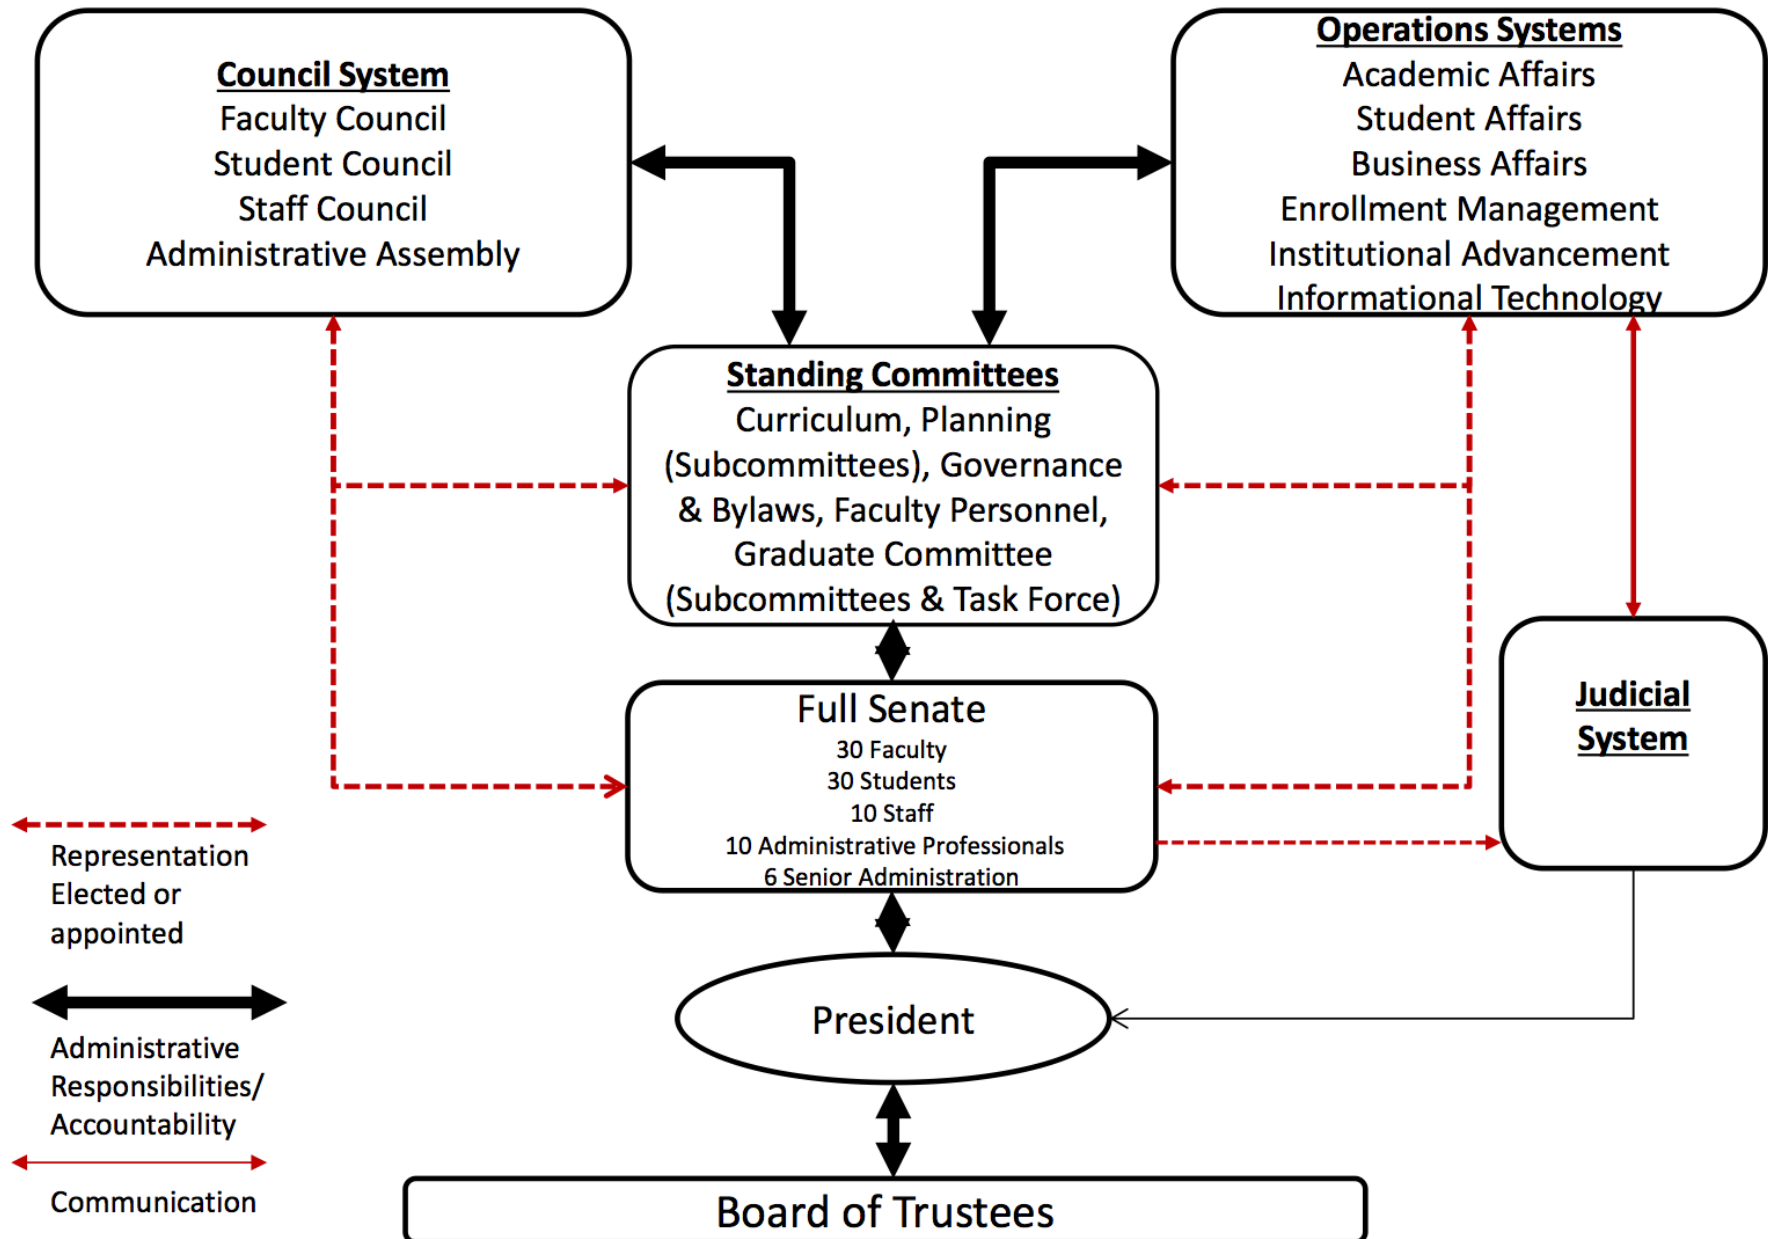 Council System
Faculty Council
Student Council
Staff Council
Administrative Assembly
Operations Systems
Academic Affairs
Student Affairs
Business Affairs
Enrollment Management
Institutional Advancement
Informational Technology
Standing Committees
Curriculum, Planning
(Subcommittees), Governance
& Bylaws, Faculty Personnel,
Graduate Committee
(Subcommittees & Task Force)
Full Senate
30 Faculty
30 Students
10 Staff
10 Administrative Professionals
6 Senior Administration
Judicial
System
President
Board of Trustees
Representation
Elected or
appointed
Administrative
Responsibilities/
Accountability
Communication